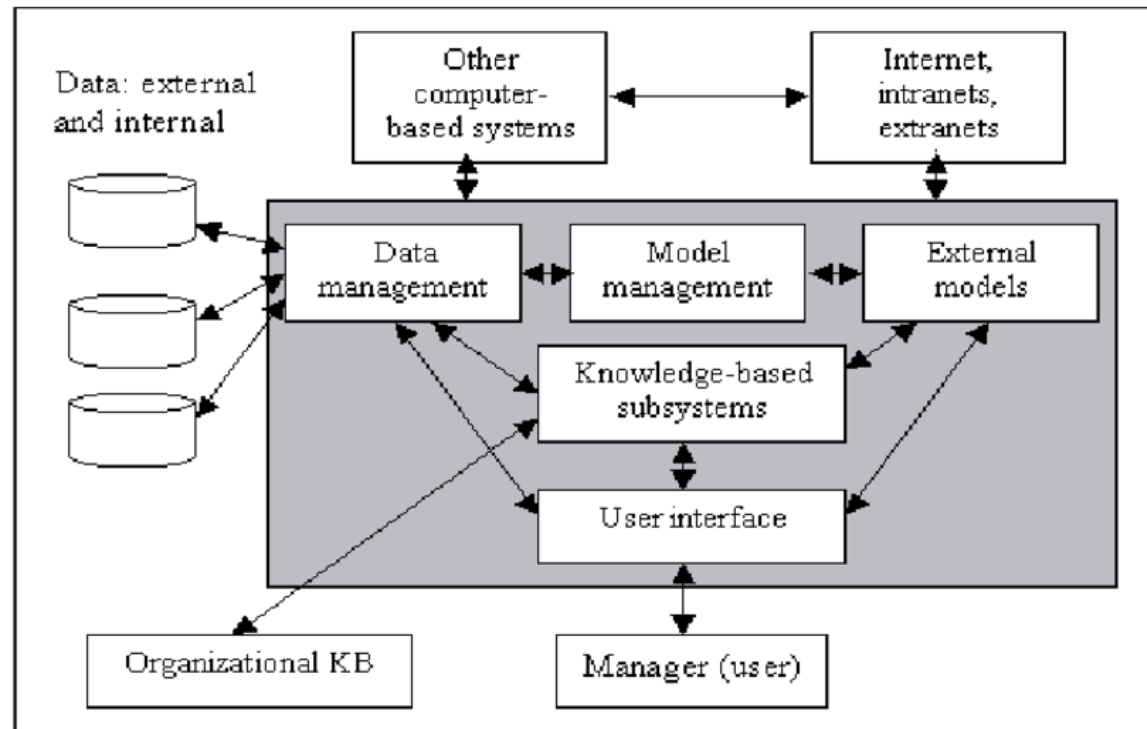 Data: external
and internal
Other
computer-
based systems
Internet,
intranets,
extranets
Data
management
Model
management
External
models
Knowledge-based
subsystems
User interface
Organizational KB
Manager (user)